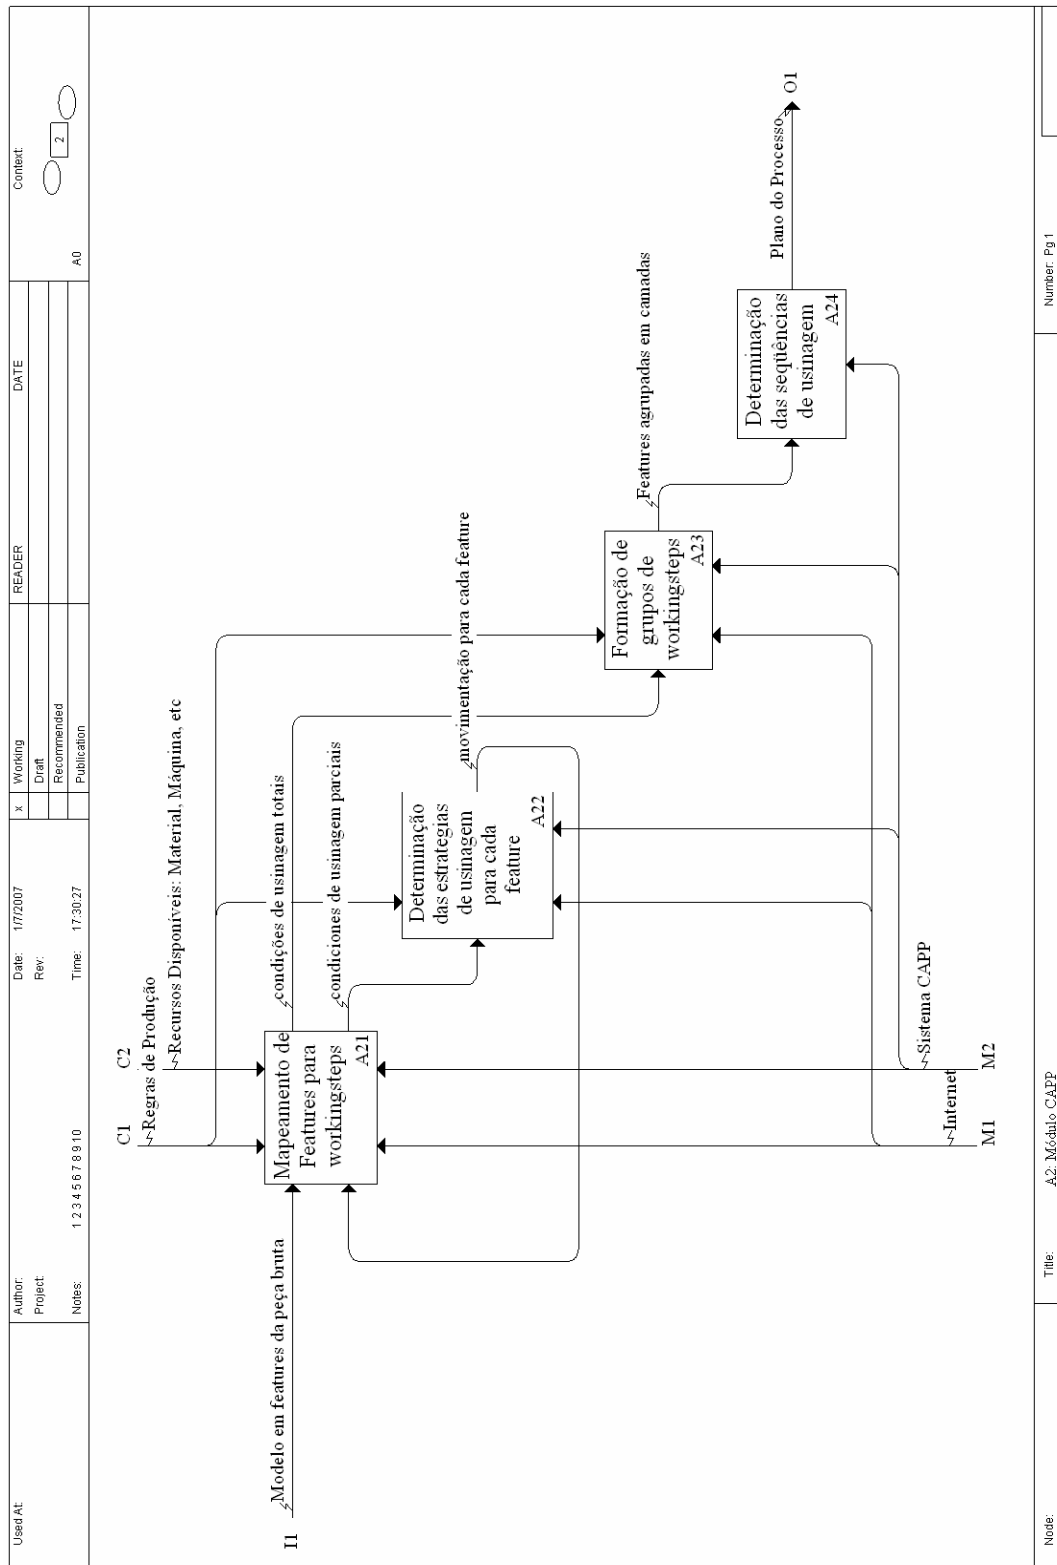 Used At:
Author:
Project:
Notes: 1 2 3 4 5 6 7 8 9 10
Date: 1/7/2007
Rev:
Time: 17:30:27
x Working
Draft
Recommended
Publication
READER
DATE
Context:
2
A0
C1
C2
Regras de Produção
Recursos Disponíveis: Material, Máquina, etc
I1
Modelo em features da peça bruta
Mapeamento de
Features para
workingsteps
A21
condições de usinagem totais
condiciones de usinagem parciais
Determinação
das estrategias
de usinagem
para cada
feature
A22
movimentação para cada feature
Formação de
grupos de
workingsteps
A23
Features agrupadas em camadas
Determinação
das seqüências
de usinagem
A24
Plano do Processo
O1
Internet
Sistema CAPP
M1
M2
Node:
Title: A2: Módulo CAPP
Number: Pg 1